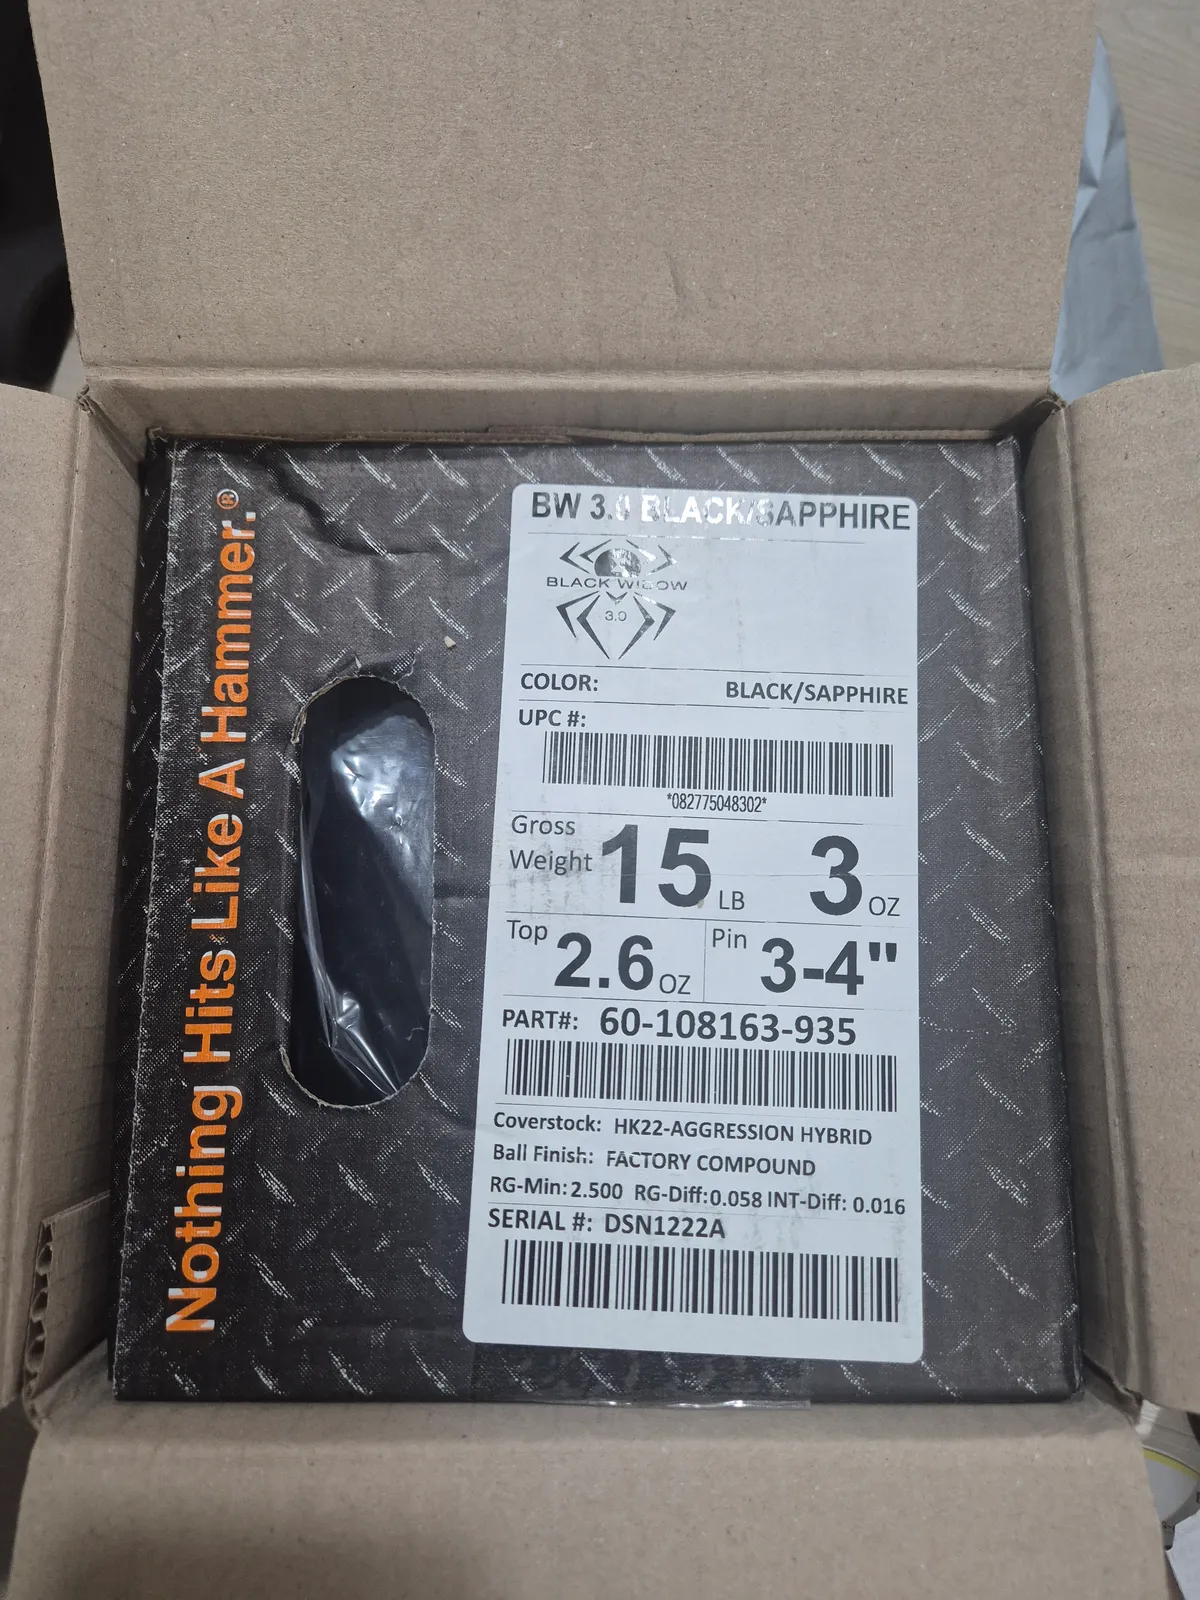 Nothing Hits Like A Hammer.®
BW 3.0 BLACK/SAPPHIRE
BLACK WIDOW
3.0
COLOR: BLACK/SAPPHIRE
UPC #:
*082775048302*
Gross Weight 15 LB 3 OZ
Top 2.6 OZ Pin 3-4"
PART#: 60-108163-935
Coverstock: HK22-AGGRESSION HYBRID
Ball Finish: FACTORY COMPOUND
RG-Min: 2.500 RG-Diff: 0.058 INT-Diff: 0.016
SERIAL #: DSN1222A